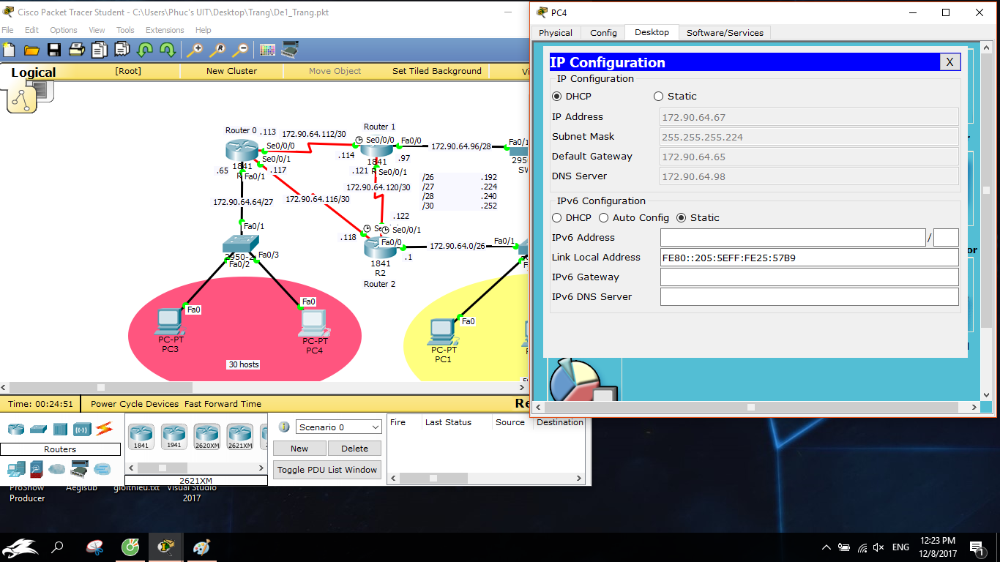 Cisco Packet Tracer Student - C:\Users\Phuc's UIT\Desktop\Trang\De1_Trang.pkt
File Edit Options View Tools Extensions Help
Logical [Root] New Cluster Move Object Set Tiled Background Vi
Router 0 .113 172.90.64.112/30 Router 1
Se0/0/0 Se0/0/0 Fa0/0 172.90.64.96/28 Fa0/1
Se0/0/1 .114 1841 .97 295
1841 .117 .121 R Se0/0/1 SW
.65 R Fa0/1
/26 .192
/27 .224
/28 .240
/30 .252
172.90.64.120/30
172.90.64.64/27 172.90.64.116/30
.122
Fa0/1 Se0/0/1
.118 Fa0/0 172.90.64.0/26 Fa0/1
2950-2 Fa0/3 1841 .1
Fa0/2 R2
Router 2
Fa0 Fa0 Fa0
PC-PT PC-PT PC-PT
PC3 PC4 PC1
30 hosts
Time: 00:24:51 Power Cycle Devices Fast Forward Time Re
Routers
1841 1941 2620XM 2621XM
2621XM
Scenario 0
New Delete
Toggle PDU List Window
Fire Last Status Source Destination
PC4
Physical Config Desktop Software/Services
IP Configuration X
IP Configuration
DHCP Static
IP Address 172.90.64.67
Subnet Mask 255.255.255.224
Default Gateway 172.90.64.65
DNS Server 172.90.64.98
IPv6 Configuration
DHCP Auto Config Static
IPv6 Address /
Link Local Address FE80::205:5EFF:FE25:57B9
IPv6 Gateway
IPv6 DNS Server
or
ProShow Producer
Aegisub
gioithieu.txt
Visual Studio 2017
ENG
12:23 PM
12/8/2017
1